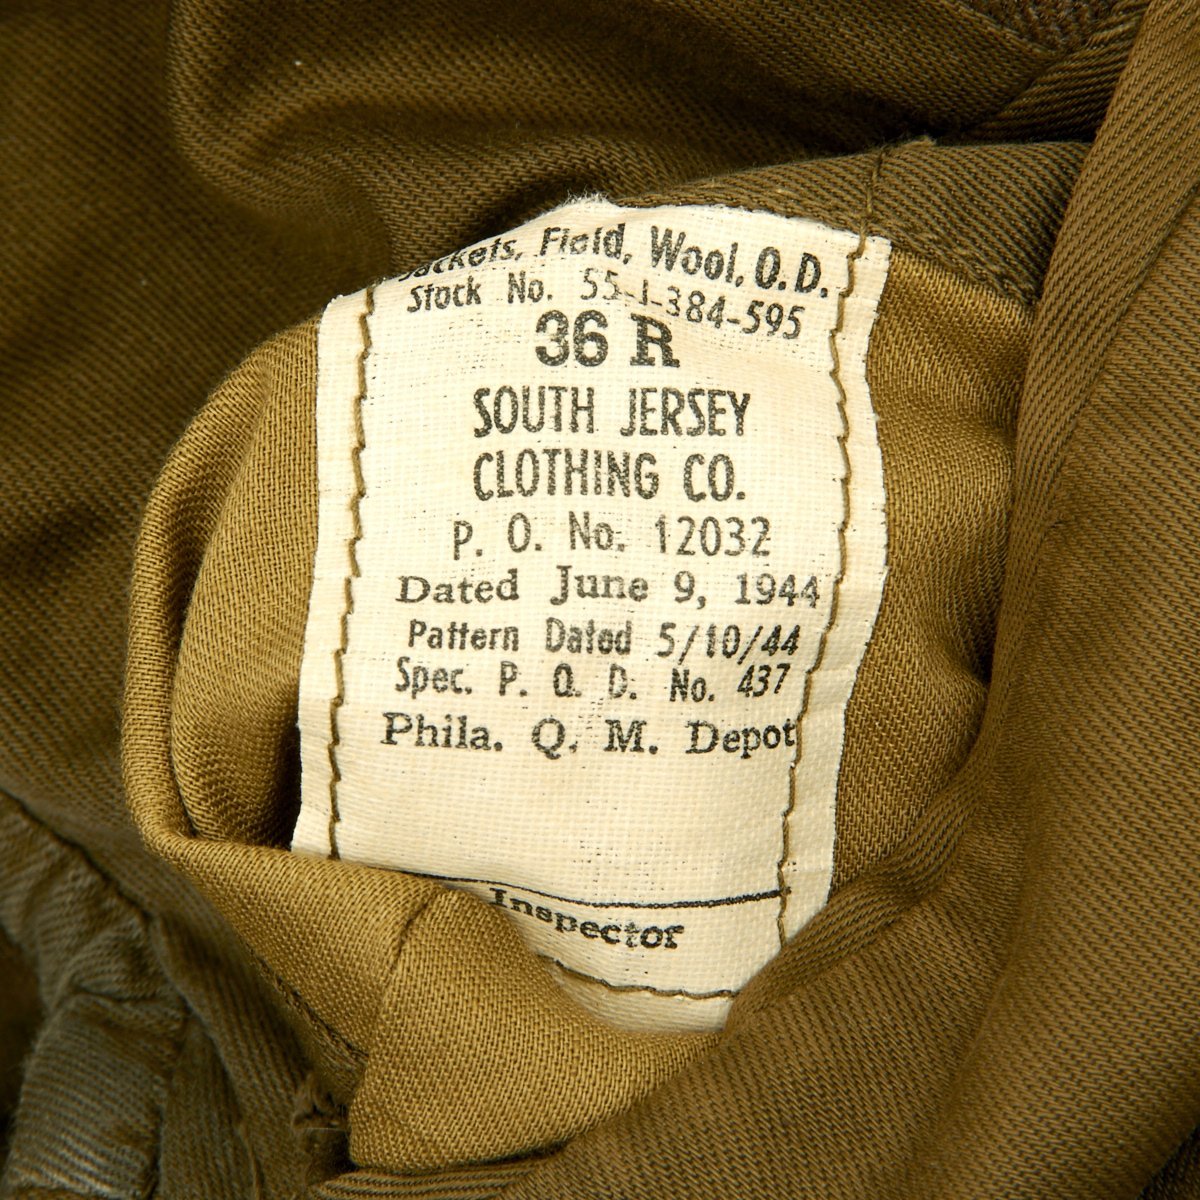 Jackets, Field, Wool, O.D.
Stock No. 55-J-384-595
36 R
SOUTH JERSEY
CLOTHING CO.
P. O. No. 12032
Dated June 9, 1944
Pattern Dated 5/10/44
Spec. P. Q. D. No. 437
Phila. Q. M. Depot
Inspector